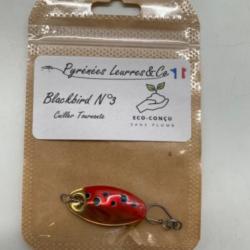 Pyrénées Leurres&Co
Blackbird N°3
Cuiller Tournante
ECO-CONÇU
SANS PLOMB